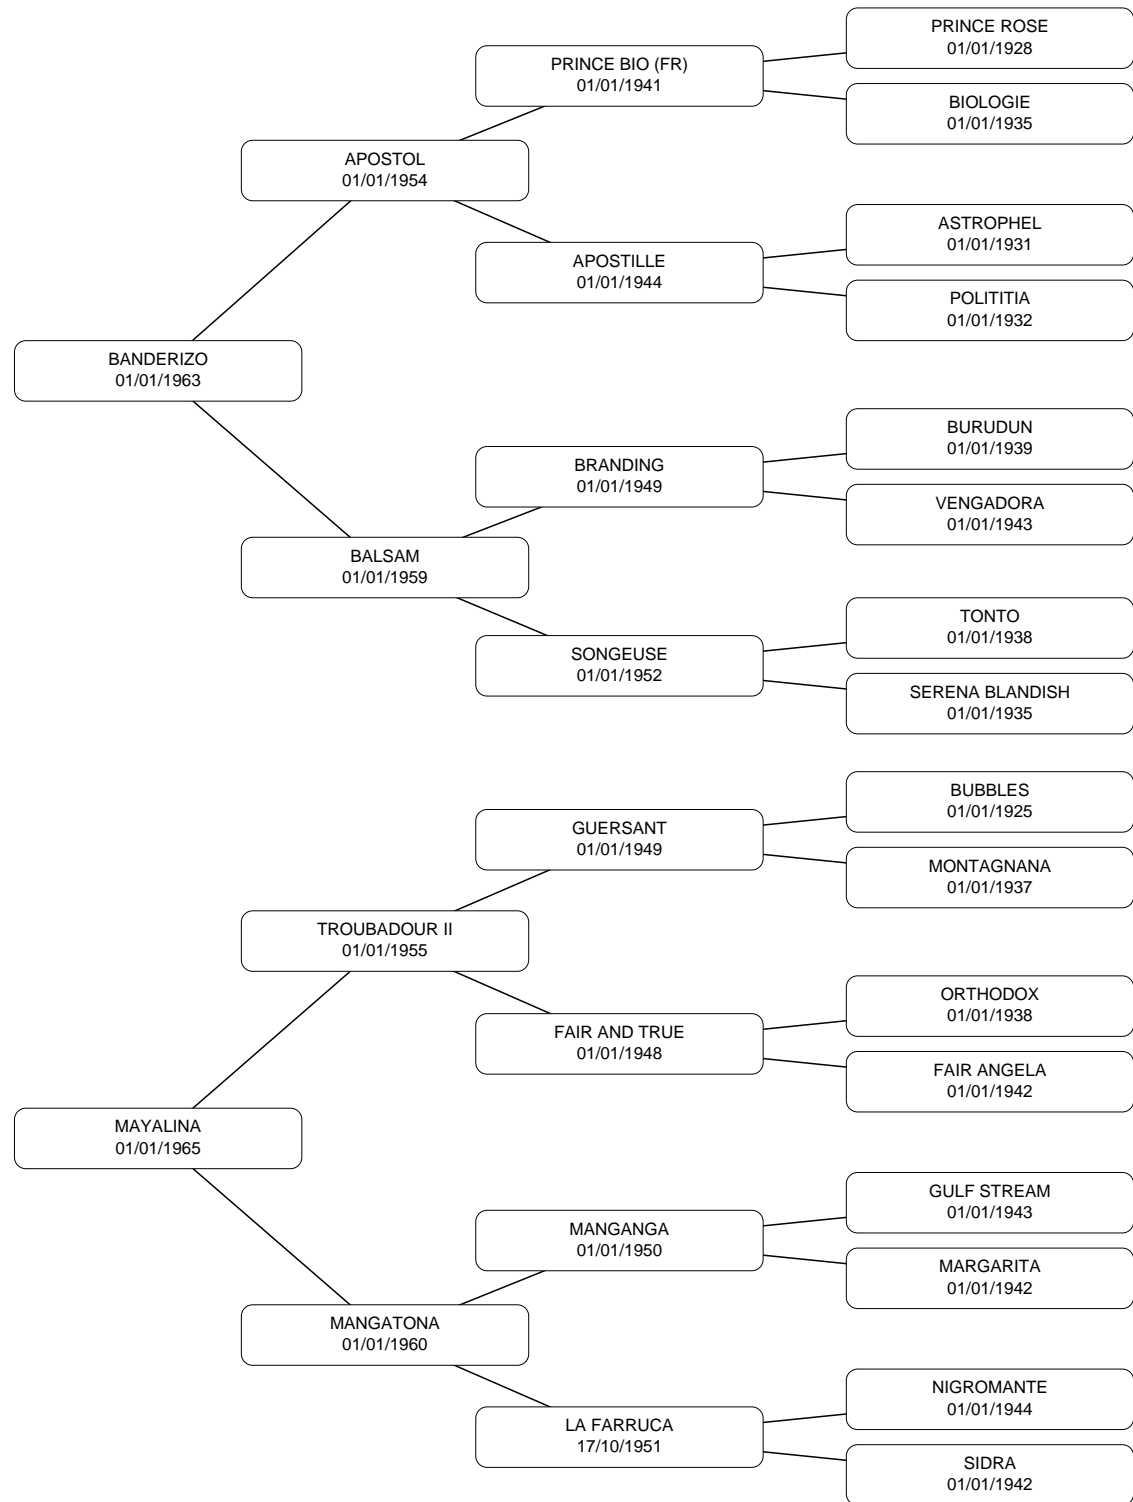 PRINCE ROSE
01/01/1928
PRINCE BIO (FR)
01/01/1941
BIOLOGIE
01/01/1935
APOSTOL
01/01/1954
ASTROPHEL
01/01/1931
APOSTILLE
01/01/1944
POLITITIA
01/01/1932
BANDERIZO
01/01/1963
BURUDUN
01/01/1939
BRANDING
01/01/1949
VENGADORA
01/01/1943
BALSAM
01/01/1959
TONTO
01/01/1938
SONGEUSE
01/01/1952
SERENA BLANDISH
01/01/1935
BUBBLES
01/01/1925
GUERSANT
01/01/1949
MONTAGNANA
01/01/1937
TROUBADOUR II
01/01/1955
ORTHODOX
01/01/1938
FAIR AND TRUE
01/01/1948
FAIR ANGELA
01/01/1942
MAYALINA
01/01/1965
GULF STREAM
01/01/1943
MANGANGA
01/01/1950
MARGARITA
01/01/1942
MANGATONA
01/01/1960
NIGROMANTE
01/01/1944
LA FARRUCA
17/10/1951
SIDRA
01/01/1942